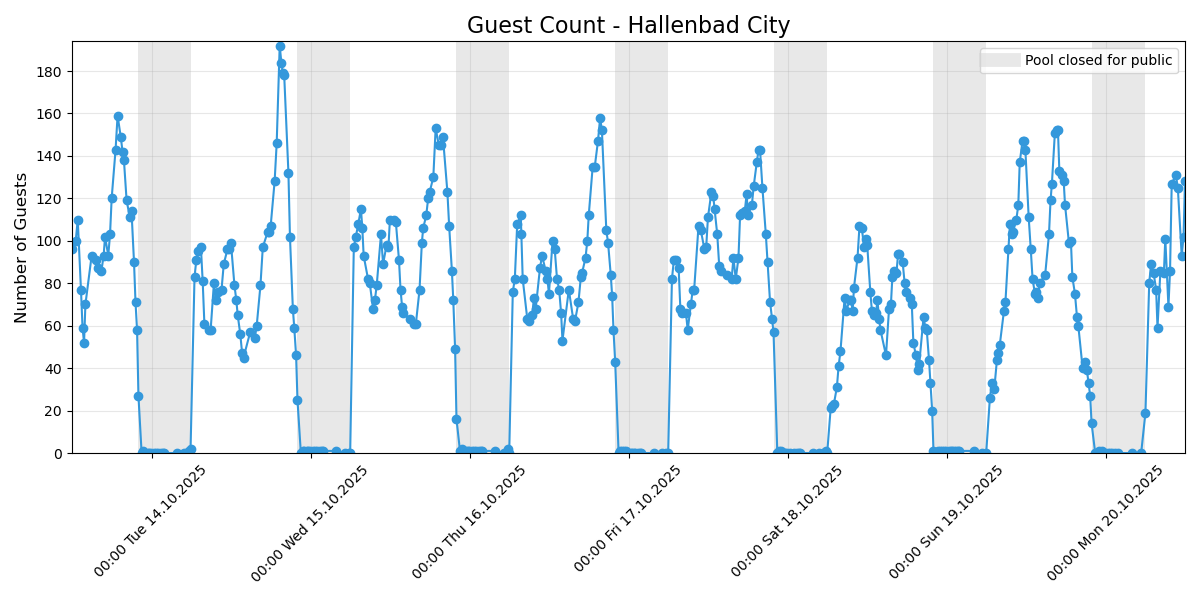 Guest Count - Hallenbad City
Pool closed for public
Number of Guests
180
160
140
120
100
80
60
40
20
0
00:00 Tue 14.10.2025
00:00 Wed 15.10.2025
00:00 Thu 16.10.2025
00:00 Fri 17.10.2025
00:00 Sat 18.10.2025
00:00 Sun 19.10.2025
00:00 Mon 20.10.2025